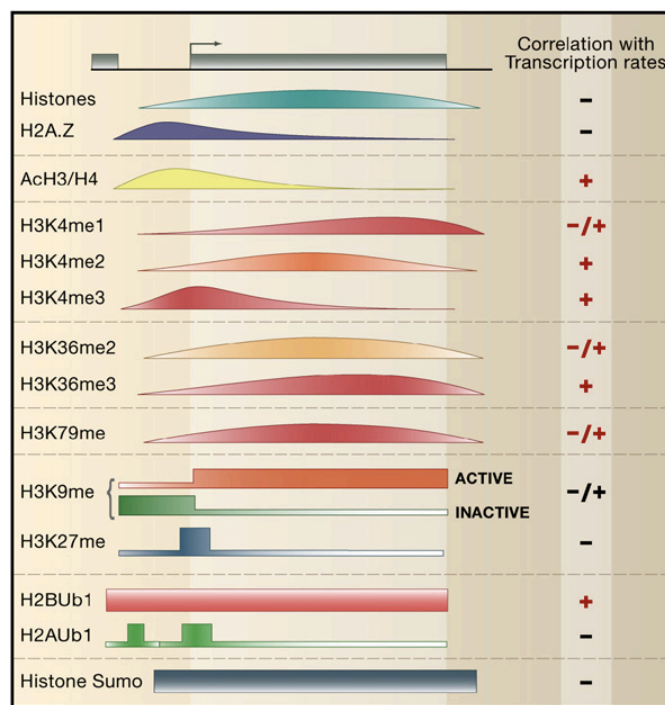 Correlation with
Transcription rates
Histones −
H2A.Z −
AcH3/H4 +
H3K4me1 −/+
H3K4me2 +
H3K4me3 +
H3K36me2 −/+
H3K36me3 +
H3K79me −/+
ACTIVE
H3K9me { −/+
INACTIVE
H3K27me −
H2BUb1 +
H2AUb1 −
Histone Sumo −